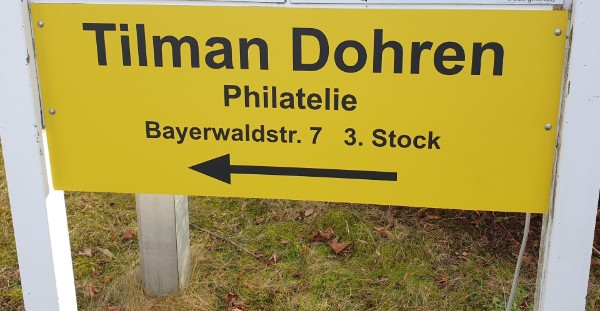 Tilman Dohren
Philatelie
Bayerwaldstr. 7 3. Stock